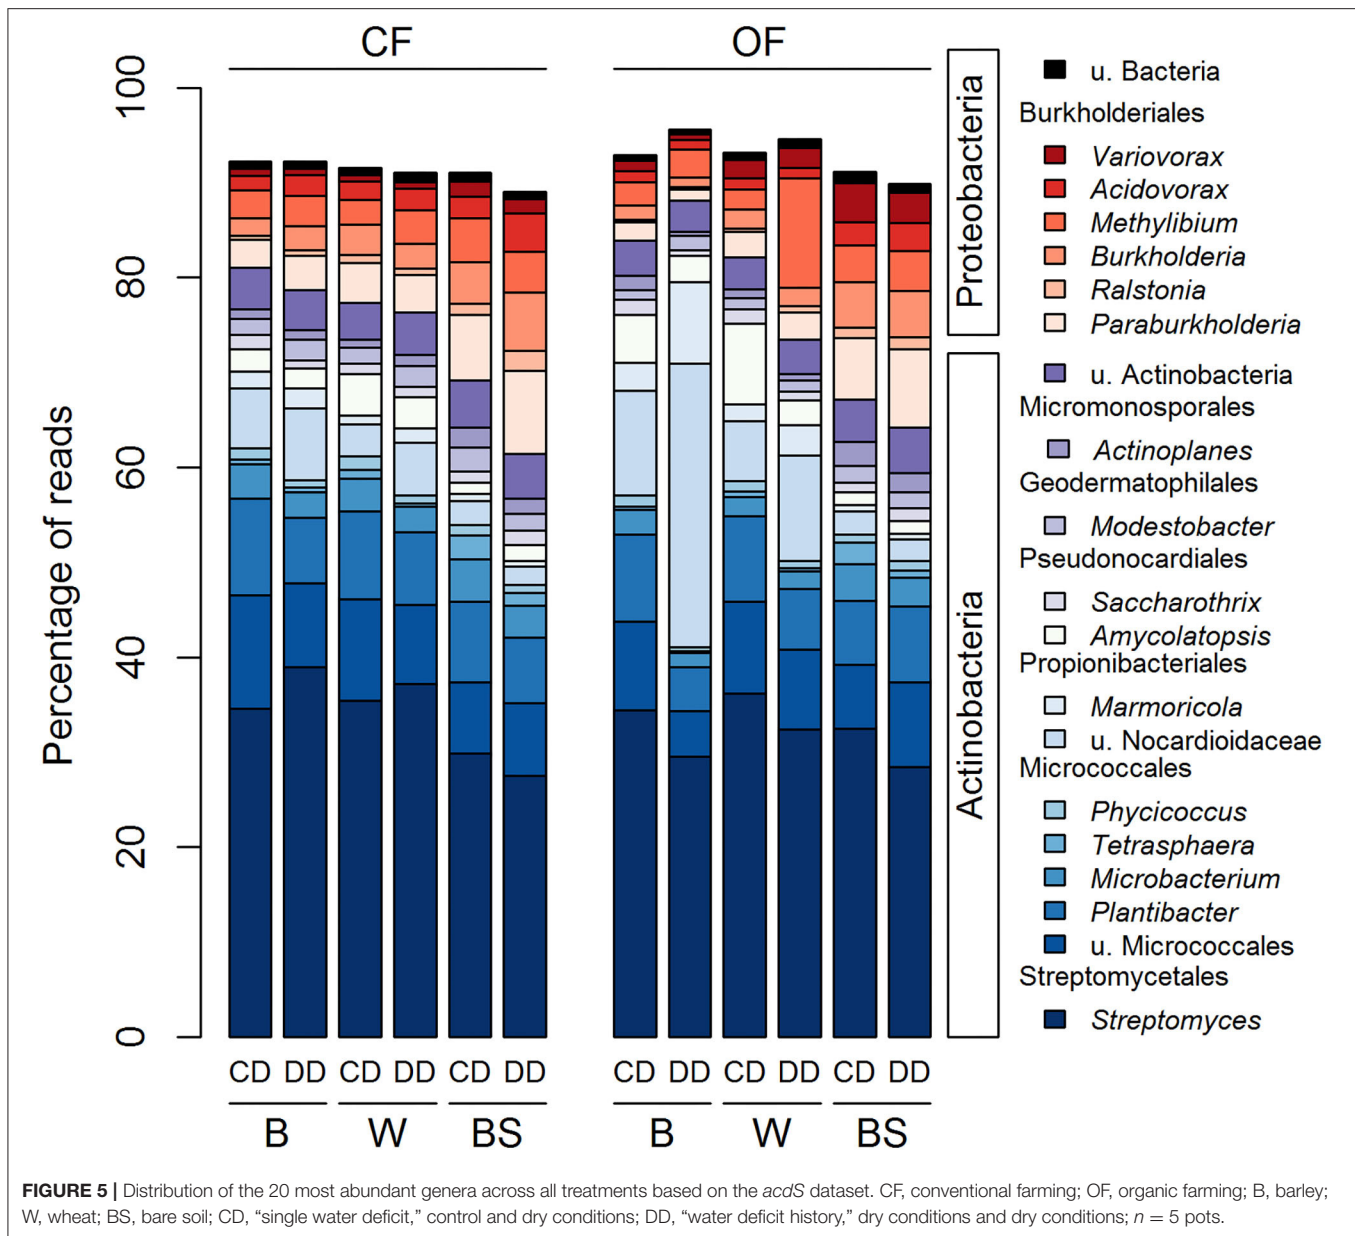 CF
OF
100
80
60
40
20
0
Percentage of reads
CD DD CD DD CD DD
CD DD CD DD CD DD
B W BS
B W BS
Proteobacteria
Actinobacteria
u. Bacteria
Burkholderiales
Variovorax
Acidovorax
Methylibium
Burkholderia
Ralstonia
Paraburkholderia
u. Actinobacteria
Micromonosporales
Actinoplanes
Geodermatophilales
Modestobacter
Pseudonocardiales
Saccharothrix
Amycolatopsis
Propionibacteriales
Marmoricola
u. Nocardioidaceae
Micrococcales
Phycicoccus
Tetrasphaera
Microbacterium
Plantibacter
u. Micrococcales
Streptomycetales
Streptomyces
FIGURE 5 | Distribution of the 20 most abundant genera across all treatments based on the acdS dataset. CF, conventional farming; OF, organic farming; B, barley;
W, wheat; BS, bare soil; CD, “single water deficit,” control and dry conditions; DD, “water deficit history,” dry conditions and dry conditions; n = 5 pots.